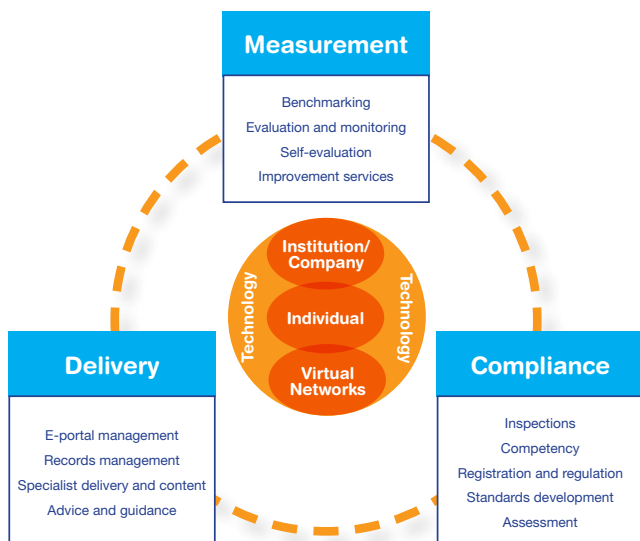 Measurement
Benchmarking
Evaluation and monitoring
Self-evaluation
Improvement services
Institution/
Company
Technology
Technology
Individual
Virtual
Networks
Delivery
E-portal management
Records management
Specialist delivery and content
Advice and guidance
Compliance
Inspections
Competency
Registration and regulation
Standards development
Assessment